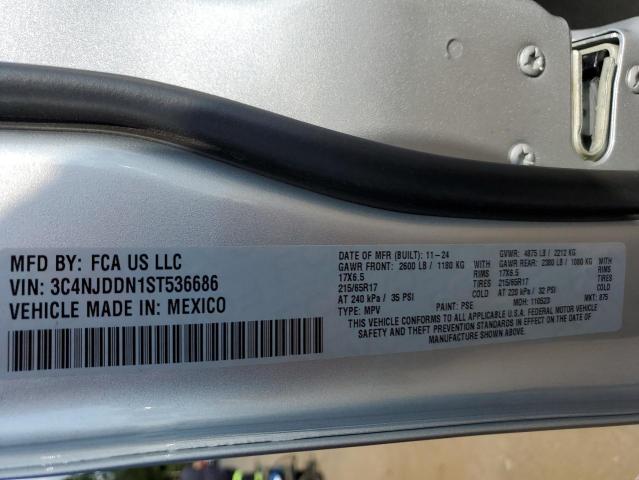 MFD BY: FCA US LLC
VIN: 3C4NJDDN1ST536686
VEHICLE MADE IN: MEXICO
DATE OF MFR (BUILT): 11-24 GVWR: 4875 LB / 2212 KG
GAWR FRONT: 2600 LB / 1180 KG WITH GAWR REAR: 2380 LB / 1080 KG WITH
17X6.5 RIMS 17X6.5 RIMS
215/65R17 TIRES 215/65R17 TIRES
AT 240 kPa / 35 PSI COLD AT 220 kPa / 32 PSI COLD
TYPE: MPV PAINT: PSE MDH: 110523 MKT: 875
THIS VEHICLE CONFORMS TO ALL APPLICABLE U.S.A. FEDERAL MOTOR VEHICLE
SAFETY AND THEFT PREVENTION STANDARDS IN EFFECT ON THE DATE OF
MANUFACTURE SHOWN ABOVE.